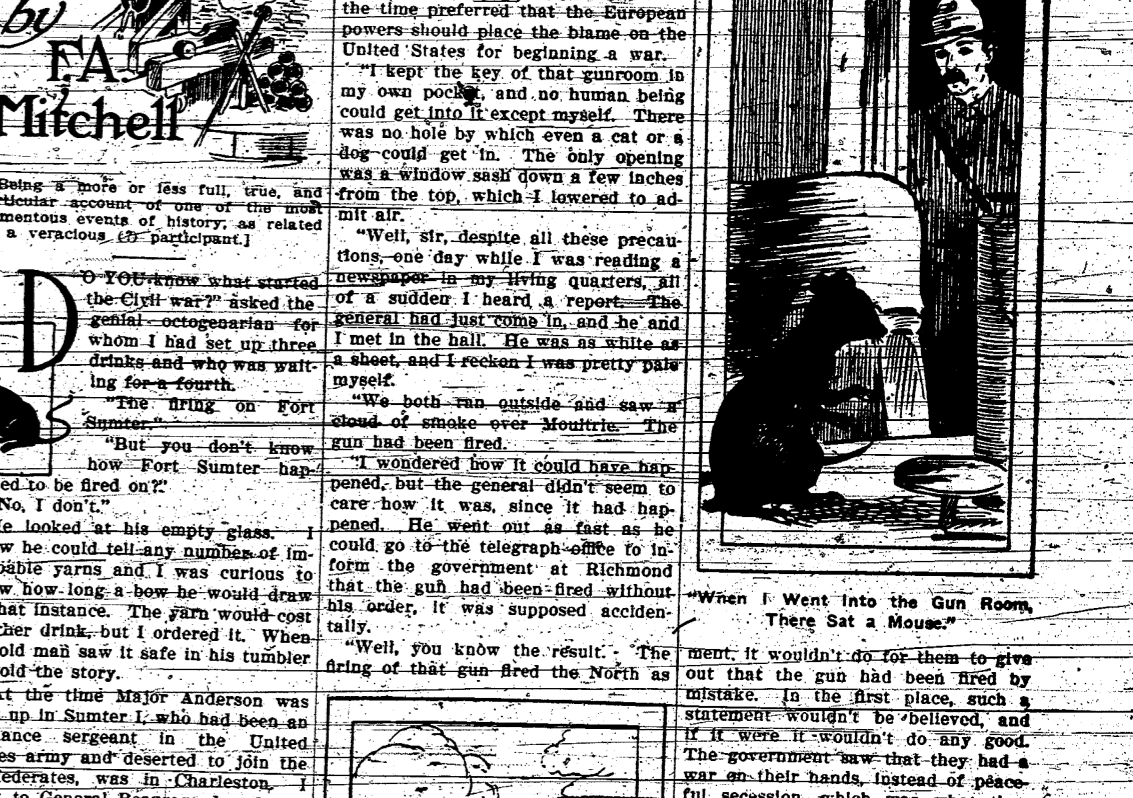 by
F.A.
Mitchell
Being a more or less full, true, and
account of one of the most
mentous events of history, as related
a veracious (?) participant.]
DO YOU know what started
the Civil war?" asked the
genial octogenarian for
whom I had set up three
drinks and who was wait-
ing for a fourth.
"The firing on Fort
Sumter."
"But you don't know
how Fort Sumter hap-
ed to be fired on?"
No, I don't."
e looked at his empty glass. I
w he could tell any number of im-
bable yarns and I was curious to
w how long a bow he would draw
hat instance. The yarn would cost
ther drink, but I ordered it. When
old man saw it safe in his tumbler
old the story.
t the time Major Anderson was
up in Sumter I, who had been an
ance sergeant in the United
es army and deserted to join the
federates, was in Charleston. I
to General
the time preferred that the European
powers should place the blame on the
United States for beginning a war.
"I kept the key of that gunroom in
my own pocket, and no human being
could get into it except myself. There
was no hole by which even a cat or a
dog could get in. The only opening
was a window sash down a few inches
from the top, which I lowered to ad-
mit air.
"Well, sir, despite all these precau-
tions, one day while I was reading a
newspaper in my living quarters, all
of a sudden I heard a report. The
general had just come in, and he and
I met in the hall. He was as white as
a sheet, and I reckon I was pretty pale
myself.
"We both ran outside and saw a
cloud of smoke over Moultrie. The
gun had been fired.
"I wondered how it could have hap-
pened, but the general didn't seem to
care how it was, since it had hap-
pened. He went out as fast as he
could go to the telegraph office to in-
form the government at Richmond
that the gun had been fired without
his order, it was supposed acciden-
tally.
"Well, you know the result. The
firing of that gun fired the North as
"When I Went Into the Gun Room,
There Sat a Mouse."
ment, it wouldn't do for them to give
out that the gun had been fired by
mistake. In the first place, such a
statement wouldn't be believed, and
if it were it wouldn't do any good.
The government saw that they had a
war on their hands, instead of peace-
ful secession, which was